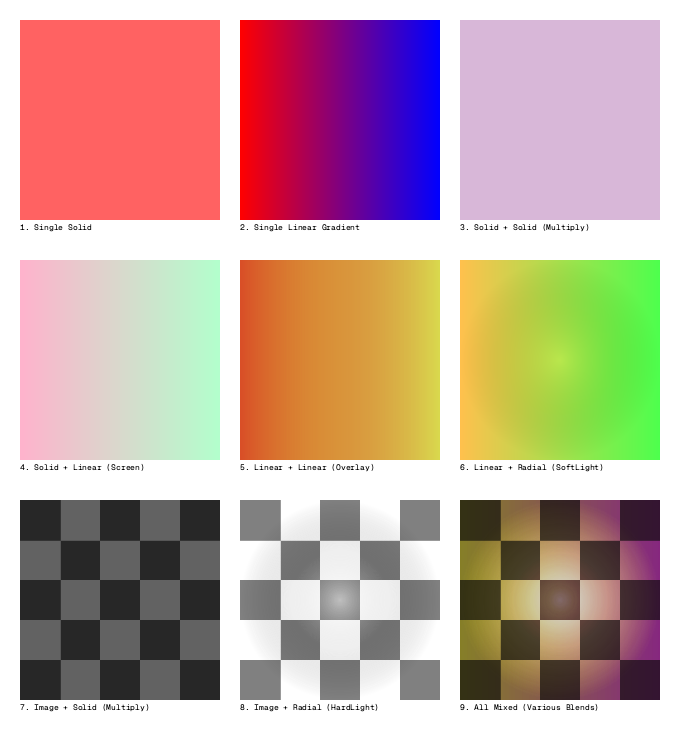 1. Single Solid
2. Single Linear Gradient
3. Solid + Solid (Multiply)
4. Solid + Linear (Screen)
5. Linear + Linear (Overlay)
6. Linear + Radial (SoftLight)
7. Image + Solid (Multiply)
8. Image + Radial (HardLight)
9. All Mixed (Various Blends)